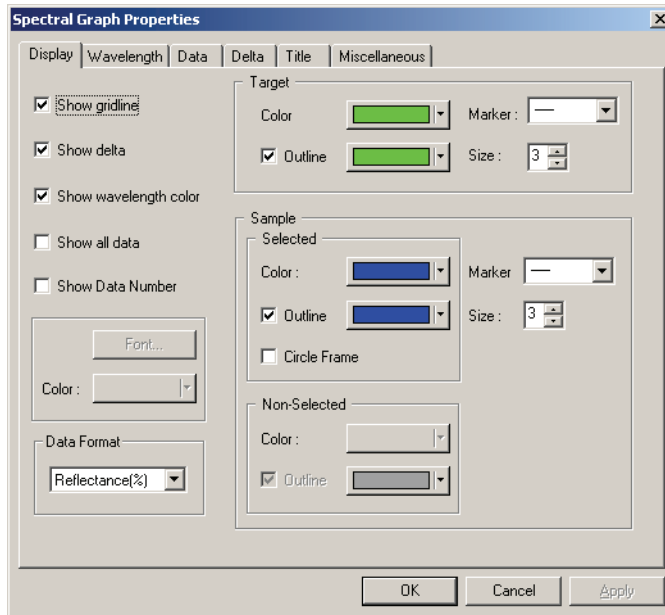 Spectral Graph Properties
Display Wavelength Data Delta Title Miscellaneous
Show gridline
Show delta
Show wavelength color
Show all data
Show Data Number
Font...
Color :
Data Format
Reflectance(%)
Target
Color
Marker :
Outline
Size :
3
Sample
Selected
Color :
Marker
Outline
Size :
3
Circle Frame
Non-Selected
Color :
Outline
OK Cancel Apply